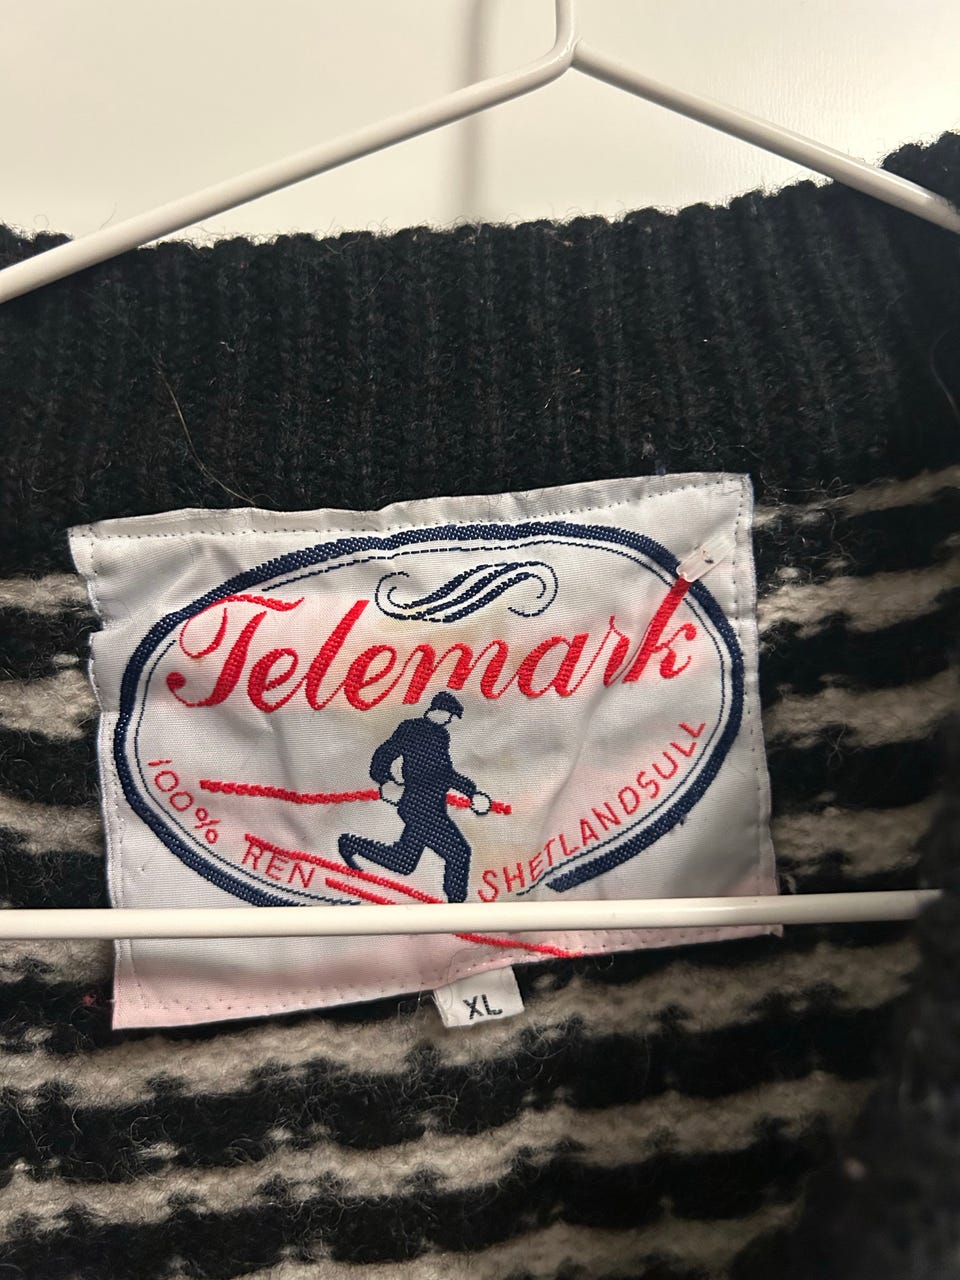 Telemark
100% REN SHETLANDSULL
XL